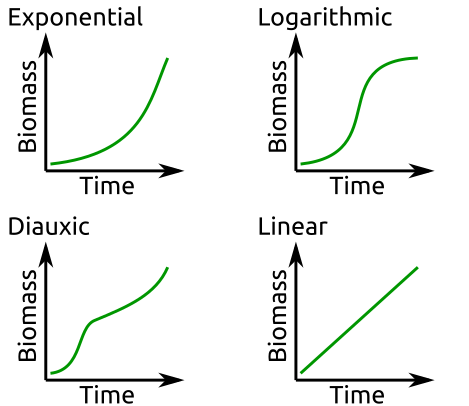 Exponential
Biomass
Time
Logarithmic
Biomass
Time
Diauxic
Biomass
Time
Linear
Biomass
Time